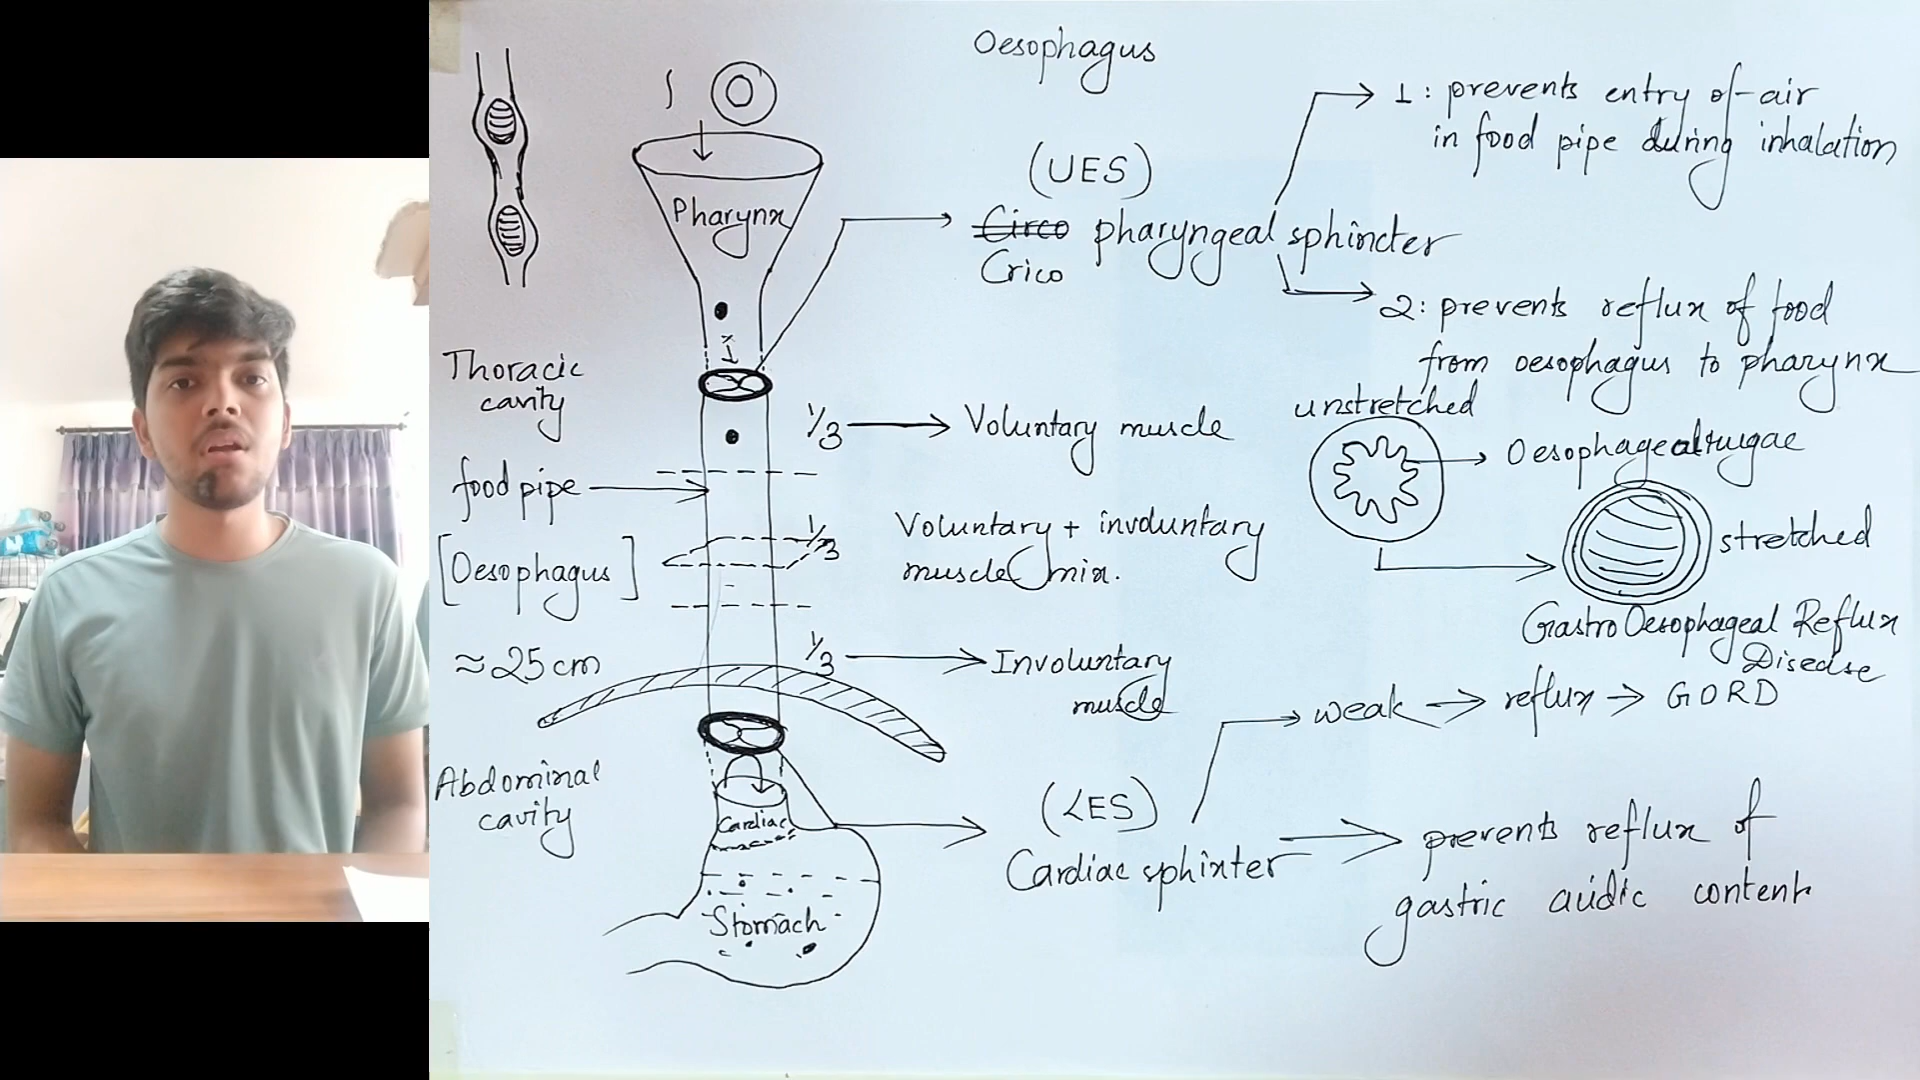 Oesophagus
1: prevents entry of air
in food pipe during inhalation
(UES)
Circo pharyngeal sphincter
Crico
Pharynx
2: prevents reflux of food
from oesophagus to pharynx
Thoracic
cavity
1/3 Voluntary muscle
unstretched
Oesophageal rugae
food pipe
stretched
[Oesophagus]
1/3 Voluntary + involuntary
muscle mix.
≈25cm
1/3 Involuntary
muscle
Gastro Oesophageal Reflux
Disease
weak → reflux → GORD
Abdominal
cavity
Cardiac
(LES)
Cardiac sphinter
prevents reflux of
gastric acidic content
Stomach